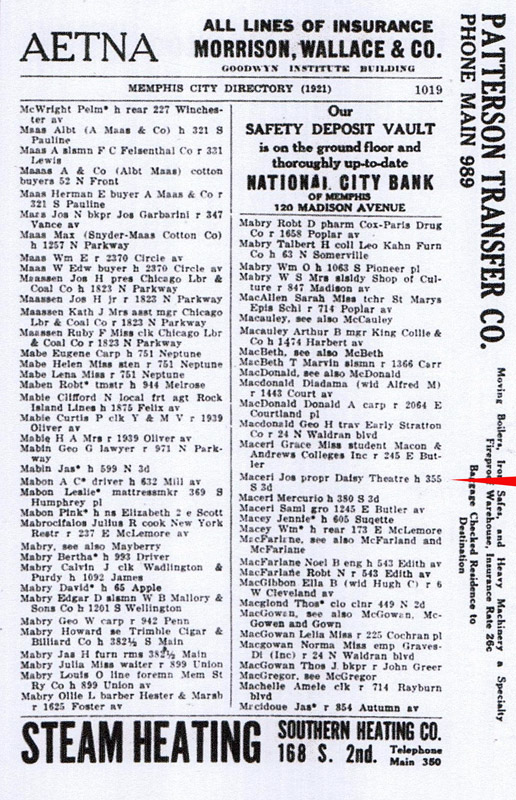 AETNA
ALL LINES OF INSURANCE
MORRISON, WALLACE & CO.
GOODWYN INSTITUTE BUILDING
MEMPHIS CITY DIRECTORY (1921) 1019
McWright Pelm* h rear 227 Winches-
ter av
Maas Albt (A Maas & Co) h 321 S
Pauline
Maas A slsmn F C Felsenthal Co r 331
Lewis
Maaas A & Co (Albt Maas) cotton
buyers 52 N Front
Maas Herman E buyer A Maas & Co r
321 S Pauline
Maas Jos N bkpr Jos Garbarini r 347
Vance av
Maas Max (Snyder-Maas Cotton Co)
h 1257 N Parkway
Maas Wm E r 2370 Circle av
Maas W Edw buyer h 2370 Circle av
Maassen Jos H pres Chicago Lbr &
Coal Co h 1823 N Parkway
Maassen Jos H jr r 1823 N Parkway
Maassen Kath J Mrs asst mgr Chicago
Lbr & Coal Co r 1823 N Parkway
Maassen Ruby F Miss clk Chicago Lbr
& Coal Co r 1823 N Parkway
Mabe Eugene Carp h 751 Neptune
Mabe Helen Miss sten r 751 Neptune
Mabe Lena Miss r 751 Neptune
Maben Robt* tmstr h 944 Melrose
Mabie Clifford N local frt agt Rock
Island Lines h 1875 Felix av
Mabie Curtis P clk Y & M V r 1939
Oliver av
Mabie H A Mrs r 1939 Oliver av
Mabin Geo G lawyer r 971 N Park-
way
Mabin Jas* h 599 N 3d
Mabon A C* driver h 632 Mill av
Mabon Leslie* mattressmkr 369 S
Humphrey pl
Mabon Pink* h ns Elizabeth 2 e Scott
Mabrocifalos Julius R cook New York
Restr r 237 E McLemore av
Mabry, see also Mayberry
Mabry Bertha* h 993 Driver
Mabry Calvin J clk Wadlington &
Purdy h 1092 James
Mabry David* h 65 Apple
Mabry Edgar D slsmn W B Mallory &
Sons Co h 1201 S Wellington
Mabry Geo W carp r 942 Penn
Mabry Howard se Trimble Cigar &
Billiard Co h 382½ S Main
Mabry Jas H furn rms 382½ Main
Mabry Julia Miss waiter r 899 Union
Mabry Louis O line foremn Mem St
Ry Co h 899 Union av
Mabry Ollie L barber Hester & Marsh
r 1625 Foster av
Our
SAFETY DEPOSIT VAULT
is on the ground floor and
thoroughly up-to-date
NATIONAL CITY BANK
OF MEMPHIS
120 MADISON AVENUE
Mabry Robt D pharm Cox-Paris Drug
Co r 1658 Poplar av
Mabry Talbert H coll Leo Kahn Furn
Co h 63 N Somerville
Mabry Wm O h 1063 S Pioneer pl
Mabry W S Mrs slsldy Shop of Cul-
ture r 847 Madison av
MacAllen Sarah Miss tchr St Marys
Epis Schl r 714 Poplar av
Macauley, see also McCauley
Macauley Arthur B mgr King Collie &
Co h 1474 Harbert av
MacBeth, see also McBeth
MacBeth T Marvin slsmn r 1366 Carr
MacDonald, see also McDonald
Macdonald Diadama (wid Alfred M)
r 1443 Court av
MacDonald Donald A carp r 2064 E
Courtland pl
Macdonald Geo H trav Early Stratton
Co r 24 N Waldran blvd
Maceri Grace Miss student Macon &
Andrews Colleges Inc r 245 E But-
ler
Maceri Jos propr Daisy Theatre h 355
S 3d
Maceri Mercurio h 380 S 3d
Maceri Saml gro 1245 E Butler av
Macey Jennie* h 605 Suqette
Macey Wm* h rear 173 E McLemore
MacFarlane, see also McFarland and
McFarlane
MacFarlane Noel B eng h 543 Edith av
MacFarlane Robt N r 543 Edith av
MacGibbon Ella B (wid Hugh C) r 6
W Cleveland av
Macglond Thos* clo clnr 449 N 2d
MacGowan, see also McGowan, Mc-
Gowen and Gown
MacGowan Lelia Miss r 225 Cochran pl
Macgowan Norma Miss emp Graves-
Di (Inc) r 24 N Waldran blvd
MacGowan Thos J bkpr r John Greer
MacGregor, see McGregor
Machelle Amele clk r 714 Rayburn
blvd
Jas* r 854 Autumn av
PATTERSON TRANSFER CO.
PHONE MAIN 989
Moving Boilers, Iron Safes, and Heavy Machinery a Specialty
Fireproof Warehouse, Insurance Rate 26c
Baggage Checked Residence to
Destination
STEAM HEATING
SOUTHERN HEATING CO.
168 S. 2nd. Telephone
Main 350